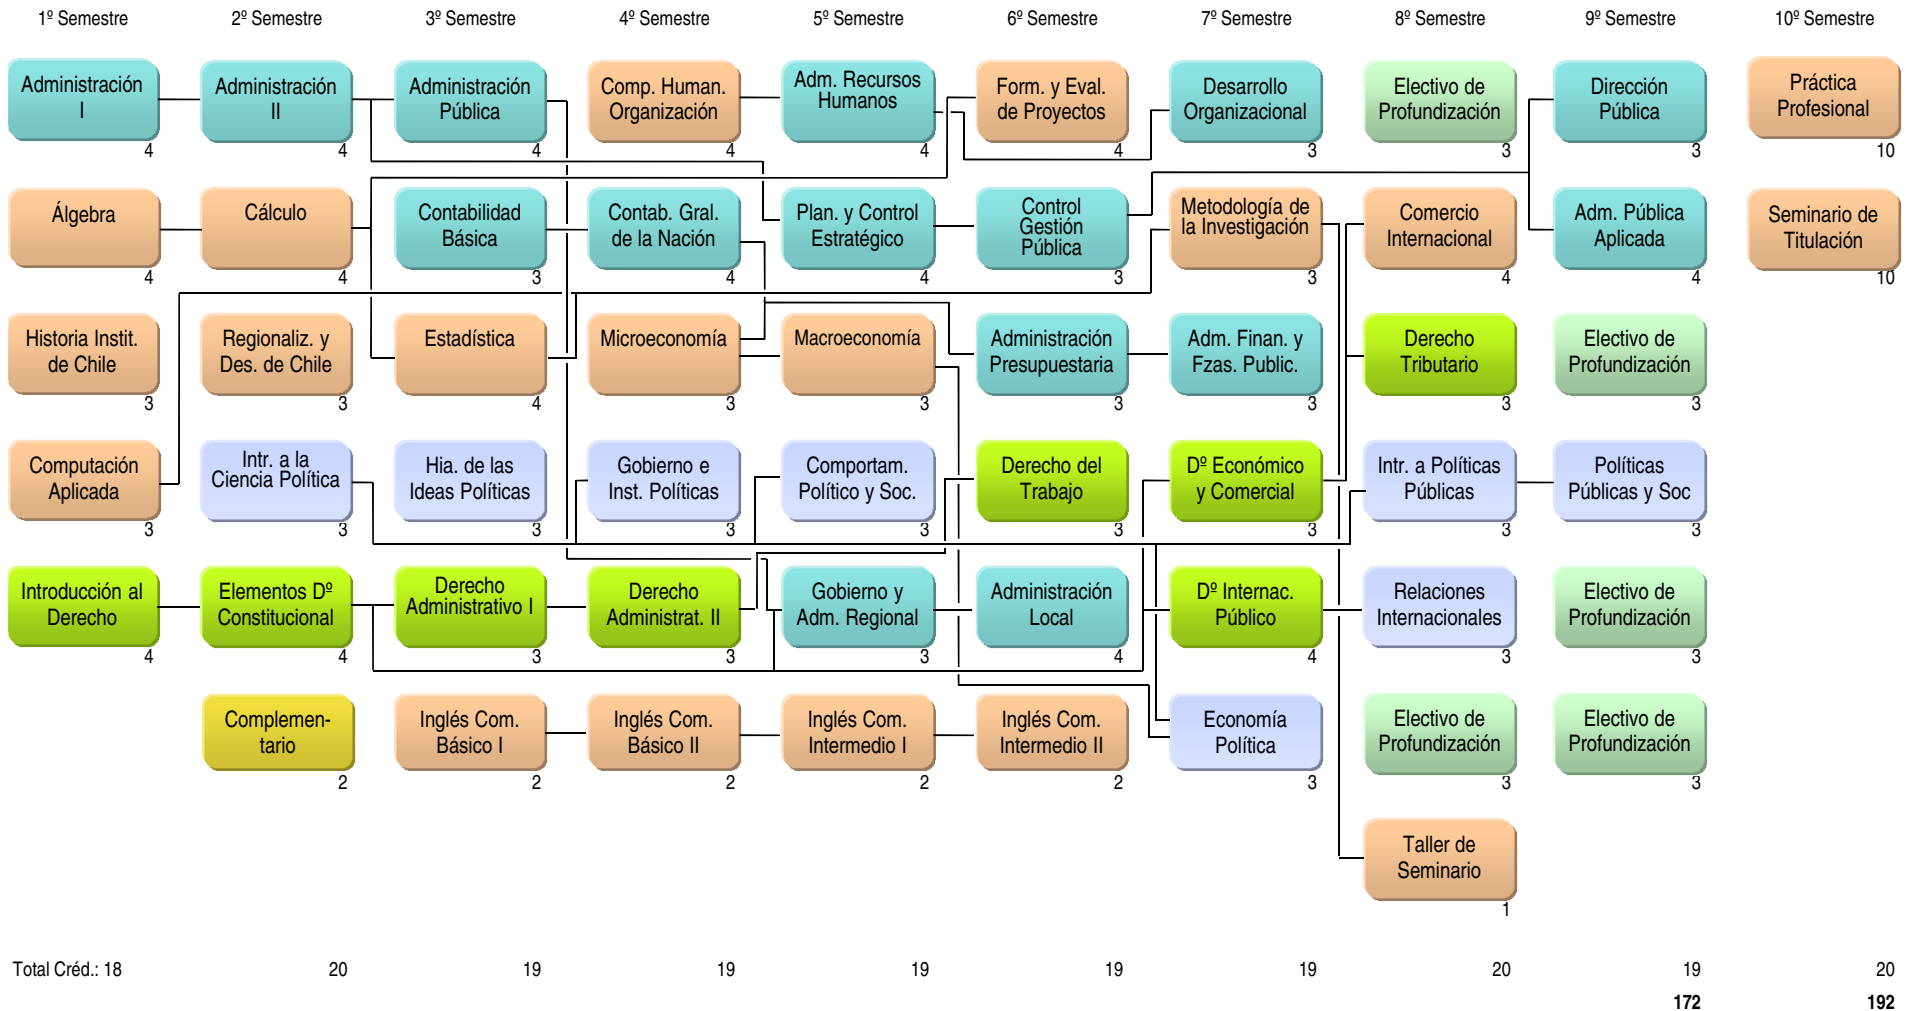 1º Semestre
2º Semestre
3º Semestre
4º Semestre
5º Semestre
6º Semestre
7º Semestre
8º Semestre
9º Semestre
10º Semestre
Administración
I
4
Administración
II
4
Administración
Pública
4
Comp. Human.
Organización
4
Adm. Recursos
Humanos
4
Form. y Eval.
de Proyectos
4
Desarrollo
Organizacional
3
Electivo de
Profundización
3
Dirección
Pública
3
Práctica
Profesional
10
Álgebra
4
Cálculo
4
Contabilidad
Básica
3
Contab. Gral.
de la Nación
4
Plan. y Control
Estratégico
4
Control
Gestión
Pública
3
Metodología de
la Investigación
3
Comercio
Internacional
4
Adm. Pública
Aplicada
4
Seminario de
Titulación
10
Historia Instit.
de Chile
3
Regionaliz. y
Des. de Chile
3
Estadística
4
Microeconomía
3
Macroeconomía
3
Administración
Presupuestaria
3
Adm. Finan. y
Fzas. Public.
3
Derecho
Tributario
3
Electivo de
Profundización
3
Computación
Aplicada
3
Intr. a la
Ciencia Política
3
Hia. de las
Ideas Políticas
3
Gobierno e
Inst. Políticas
3
Comportam.
Político y Soc.
3
Derecho del
Trabajo
3
Dº Económico
y Comercial
3
Intr. a Políticas
Públicas
3
Políticas
Públicas y Soc
3
Introducción al
Derecho
4
Elementos Dº
Constitucional
4
Derecho
Administrativo I
3
Derecho
Administrat. II
3
Gobierno y
Adm. Regional
3
Administración
Local
4
Dº Internac.
Público
4
Relaciones
Internacionales
3
Electivo de
Profundización
3
Complemen-
tario
2
Inglés Com.
Básico I
2
Inglés Com.
Básico II
2
Inglés Com.
Intermedio I
2
Inglés Com.
Intermedio II
2
Economía
Política
3
Electivo de
Profundización
3
Electivo de
Profundización
3
Taller de
Seminario
1
Total Créd.: 18
20
19
19
19
19
19
20
19
20
172
192